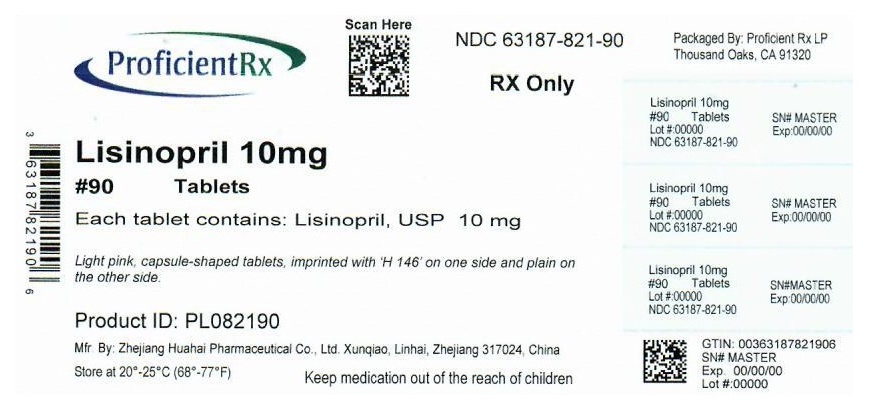 Scan Here
ProficientRx
NDC 63187-821-90
RX Only
Packaged By: Proficient Rx LP
Thousand Oaks, CA 91320
Lisinopril 10mg
#90 Tablets
Each tablet contains: Lisinopril, USP 10 mg
Light pink, capsule-shaped tablets, imprinted with ‘H 146’ on one side and plain on
the other side.
Product ID: PL082190
Mfr. By: Zhejiang Huahai Pharmaceutical Co., Ltd. Xunqiao, Linhai, Zhejiang 317024, China
Store at 20°-25°C (68°-77°F)
Keep medication out of the reach of children
3 63187 82190 6
Lisinopril 10mg
#90 Tablets SN# MASTER
Lot #:00000 Exp:00/00/00
NDC 63187-821-90
Lisinopril 10mg
#90 Tablets SN# MASTER
Lot #:00000 Exp:00/00/00
NDC 63187-821-90
Lisinopril 10mg
#90 Tablets SN#MASTER
Lot #:00000 Exp:00/00/00
NDC 63187-821-90
GTIN: 00363187821906
SN# MASTER
Exp. 00/00/00
Lot #:00000